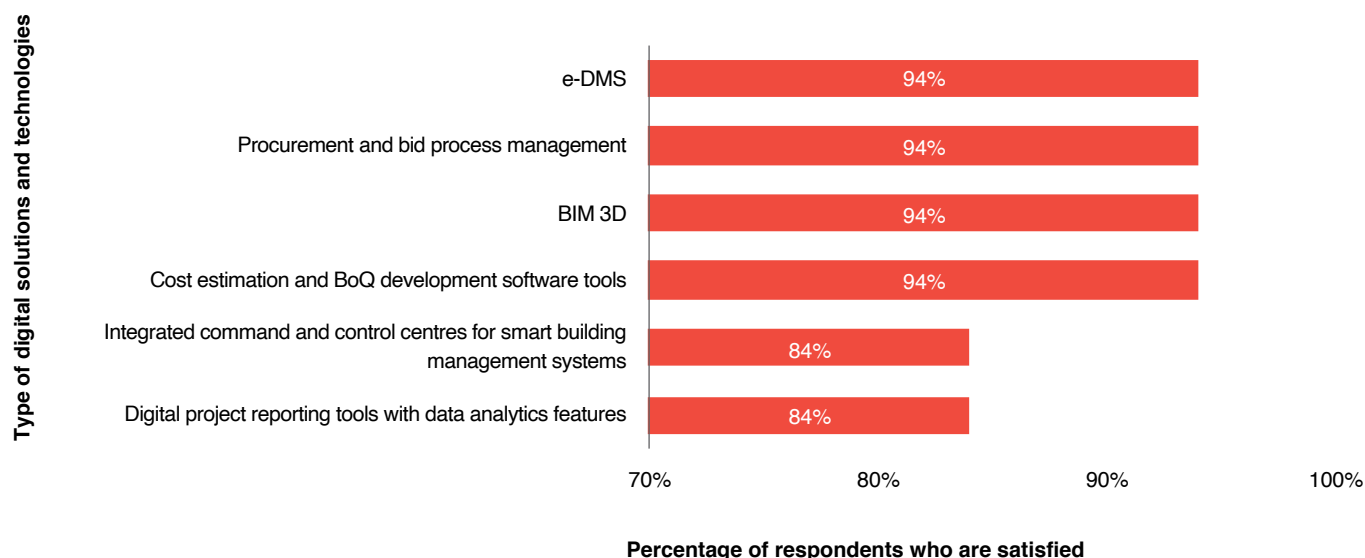 Type of digital solutions and technologies
e-DMS
94%
Procurement and bid process management
94%
BIM 3D
94%
Cost estimation and BoQ development software tools
94%
Integrated command and control centres for smart building
management systems
84%
Digital project reporting tools with data analytics features
84%
70%
80%
90%
100%
Percentage of respondents who are satisfied